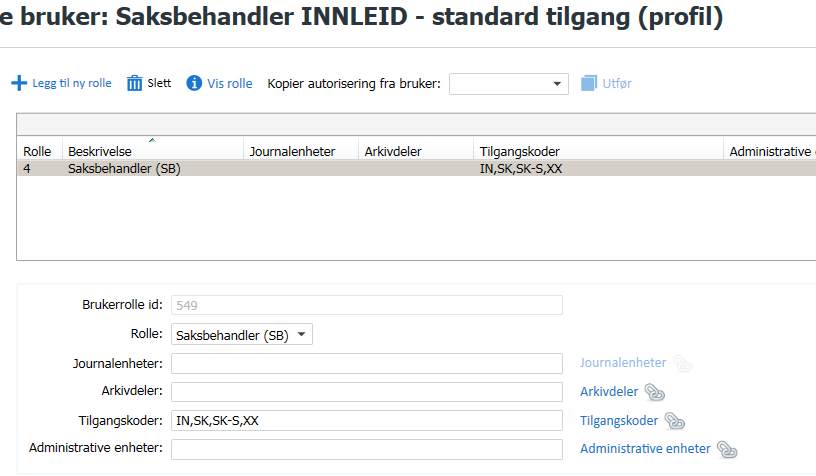 e bruker: Saksbehandler INNLEID - standard tilgang (profil)
Legg til ny rolle Slett Vis rolle Kopier autorisering fra bruker: Utfør
Rolle Beskrivelse Journalenheter Arkivdeler Tilgangskoder Administrative
4 Saksbehandler (SB) IN,SK,SK-S,XX
Brukerrolle id: 549
Rolle: Saksbehandler (SB)
Journalenheter: Journalenheter
Arkivdeler: Arkivdeler
Tilgangskoder: IN,SK,SK-S,XX Tilgangskoder
Administrative enheter: Administrative enheter